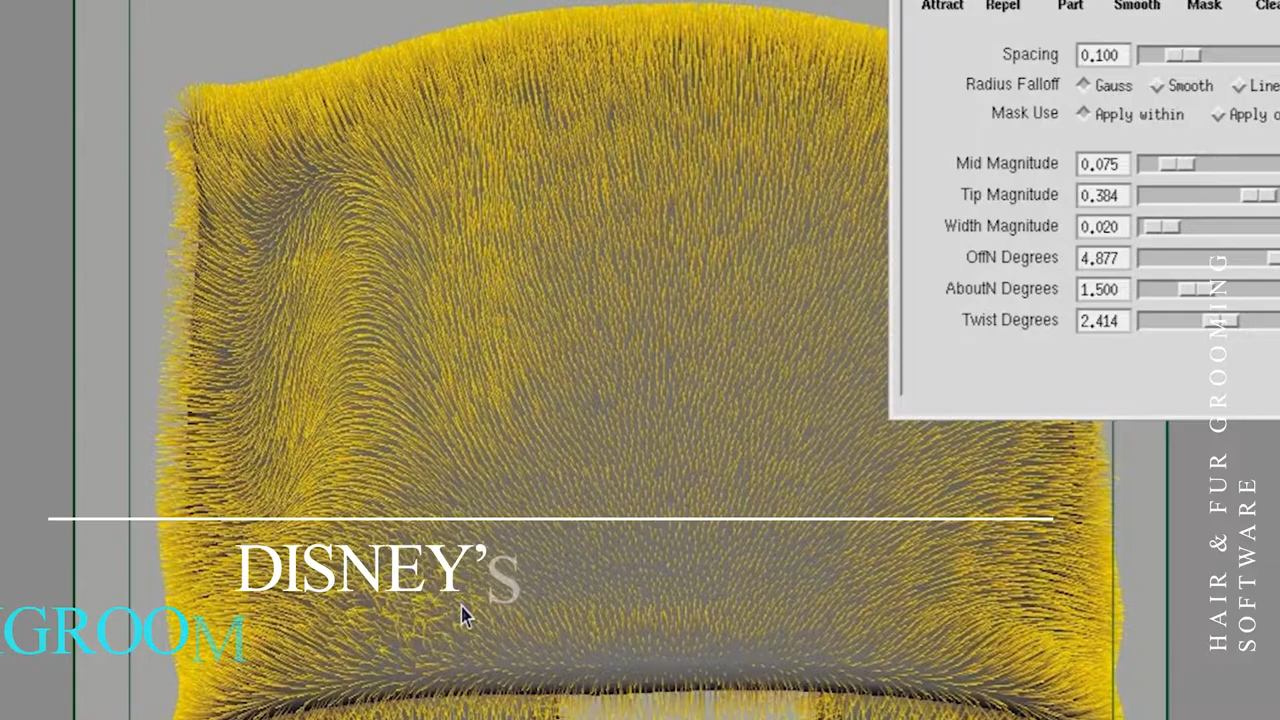 Attract Repel Part Smooth Mask
Spacing 0.100
Radius Falloff Gauss Smooth
Mask Use Apply within Apply
Mid Magnitude 0.075
Tip Magnitude 0.384
Width Magnitude 0.020
OffN Degrees 4.877
AboutN Degrees 1.500
Twist Degrees 2.414
DISNEY’S
GROOM
HAIR & FUR GROOMING
SOFTWARE